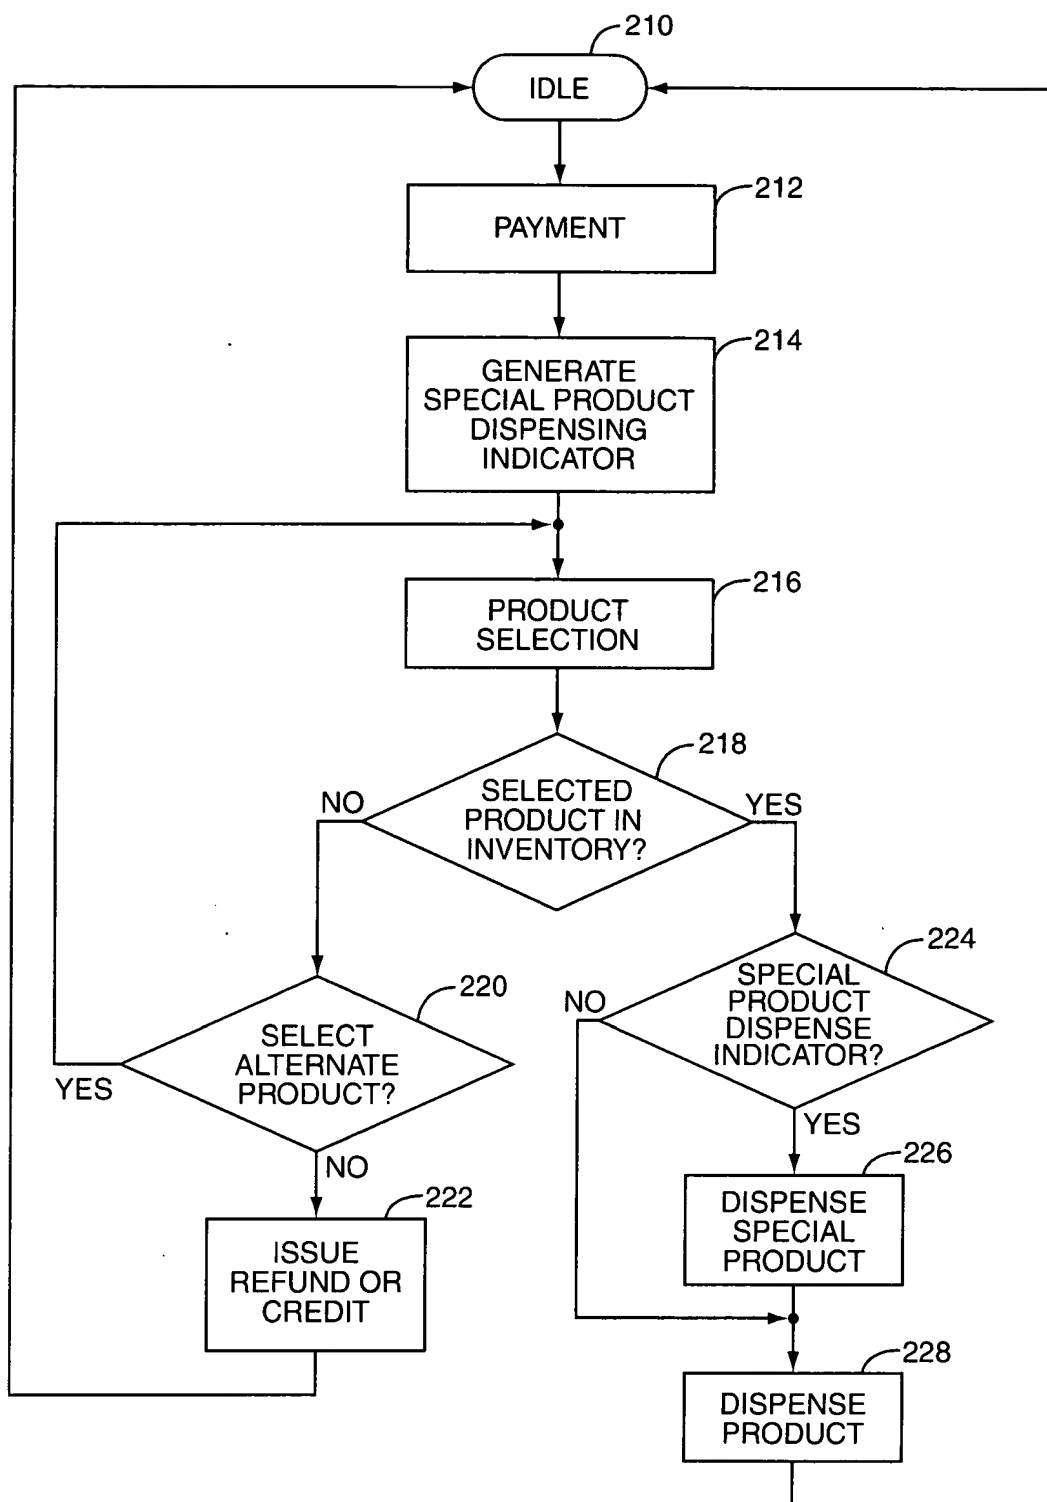 210
IDLE
212
PAYMENT
214
GENERATE
SPECIAL PRODUCT
DISPENSING
INDICATOR
216
PRODUCT
SELECTION
218
SELECTED
PRODUCT IN
INVENTORY?
NO
YES
220
SELECT
ALTERNATE
PRODUCT?
YES
NO
222
ISSUE
REFUND OR
CREDIT
224
SPECIAL
PRODUCT
DISPENSE
INDICATOR?
NO
YES
226
DISPENSE
SPECIAL
PRODUCT
228
DISPENSE
PRODUCT